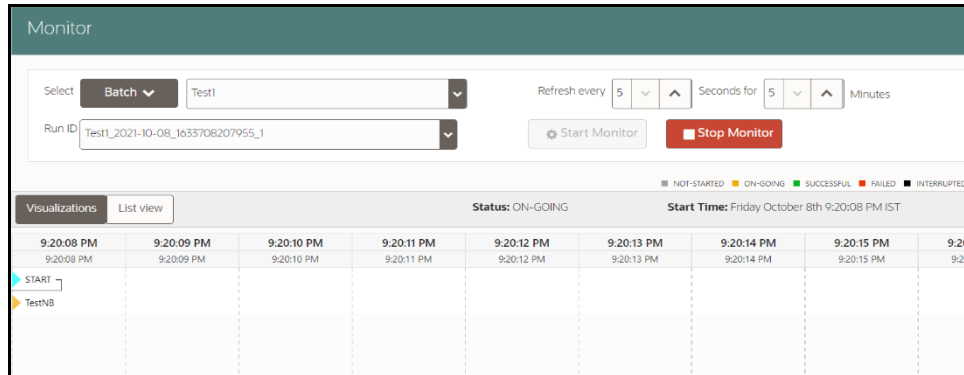 Monitor
Select Batch Test1 Refresh every 5 Seconds for 5 Minutes
Run ID Test1_2021-10-08_1633708207955_1 Start Monitor Stop Monitor
NOT-STARTED ON-GOING SUCCESSFUL FAILED INTERRUPTED
Visualizations List view Status: ON-GOING Start Time: Friday October 8th 9:20:08 PM IST
9:20:08 PM 9:20:09 PM 9:20:10 PM 9:20:11 PM 9:20:12 PM 9:20:13 PM 9:20:14 PM 9:20:15 PM 9:2
9:20:08 PM 9:20:09 PM 9:20:10 PM 9:20:11 PM 9:20:12 PM 9:20:13 PM 9:20:14 PM 9:20:15 PM 9:2
START
TestNB